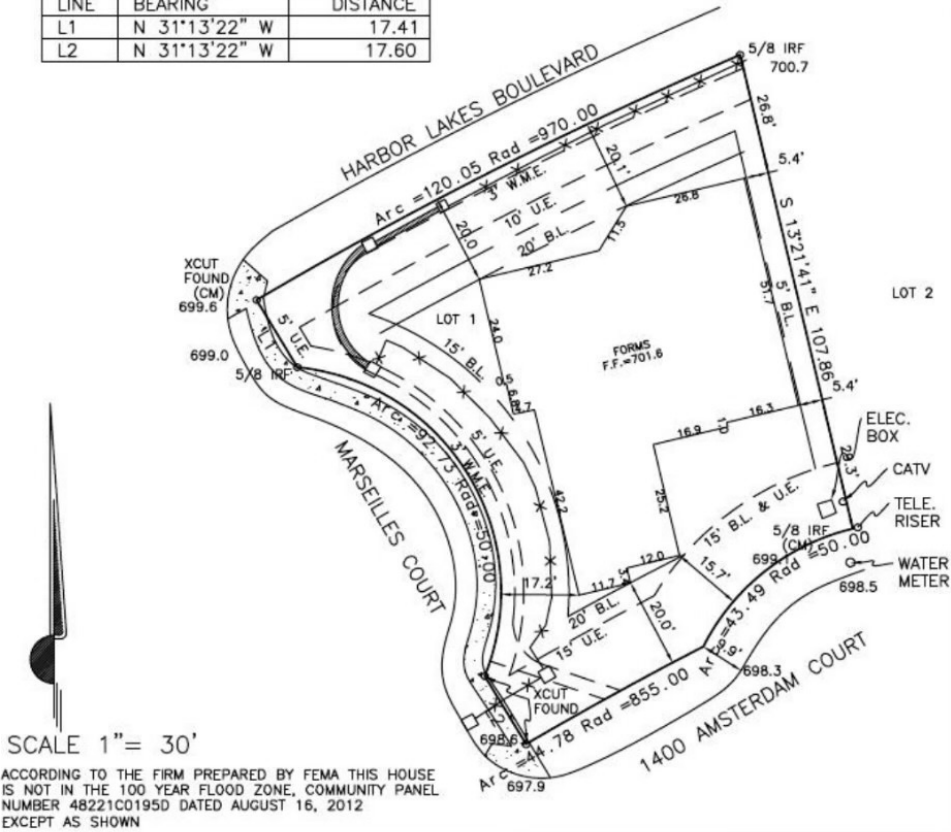 LINE BEARING DISTANCE
L1 N 31°13'22" W 17.41
L2 N 31°13'22" W 17.60
HARBOR LAKES BOULEVARD
5/8 IRF
700.7
Arc =120.05 Rad =970.00
26.8'
20.1'
3' W.M.E.
5.4'
10' U.E.
20' B.L.
26.8
20.0
11.5
27.2
S 13°21'41" E 107.86
XCUT
FOUND
(CM)
699.6
5' U.E.
L1
LOT 1
LOT 2
51.7
5' B.L.
24.0
15' B.L.
FORMS
F.F.=701.6
699.0
5/8 IRF
5.4'
Arc =92.73 Rad =50.00
3' W.M.E.
5' U.E.
16.9
16.3
ELEC.
BOX
29.3'
CATV
MARSEILLES COURT
42.2
25.2
15' B.L. & U.E.
TELE.
RISER
5/8 IRF
(CM)
699.7
12.0
15.7'
17.2'
11.7
WATER
METER
698.5
20' B.L.
20.0'
15' U.E.
Arc =43.49 Rad =50.00
698.3
XCUT
FOUND
L2
698.6
Arc =44.78 Rad =855.00
697.9
1400 AMSTERDAM COURT
SCALE 1"= 30'
ACCORDING TO THE FIRM PREPARED BY FEMA THIS HOUSE
IS NOT IN THE 100 YEAR FLOOD ZONE, COMMUNITY PANEL
NUMBER 48221C0195D DATED AUGUST 16, 2012
EXCEPT AS SHOWN